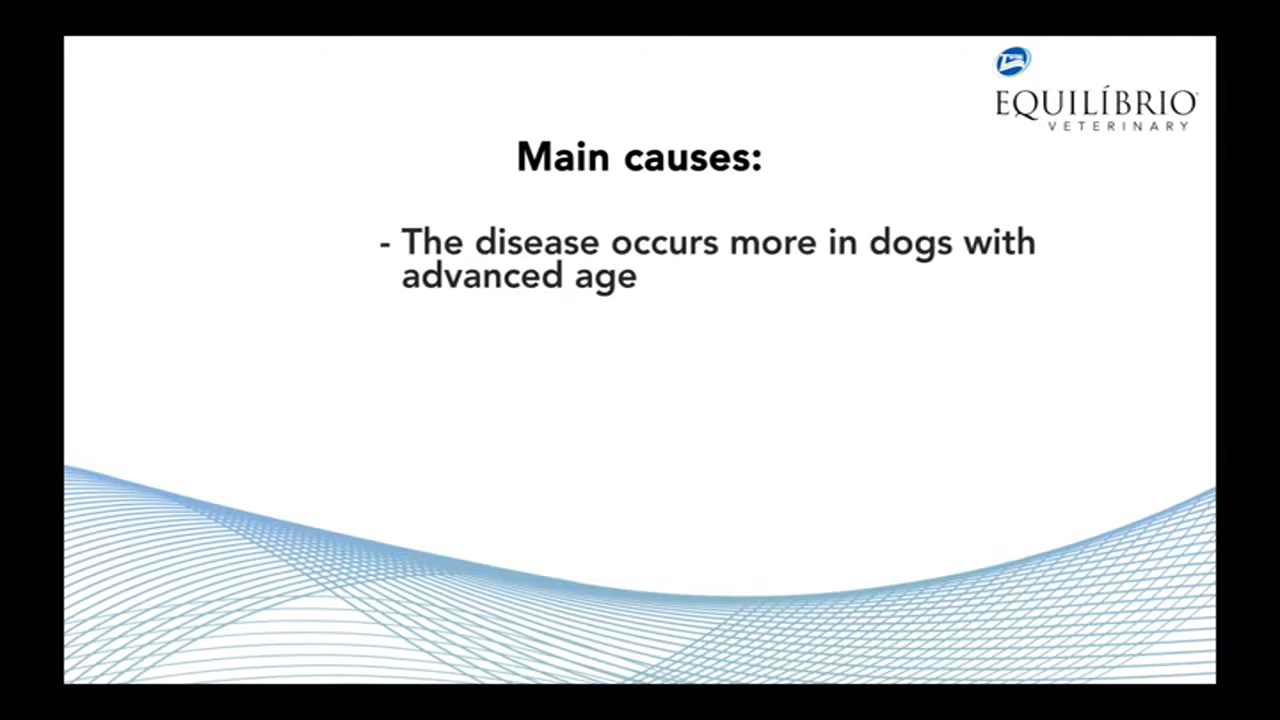 EQUILÍBRIO
VETERINARY
Main causes:
- The disease occurs more in dogs with
advanced age